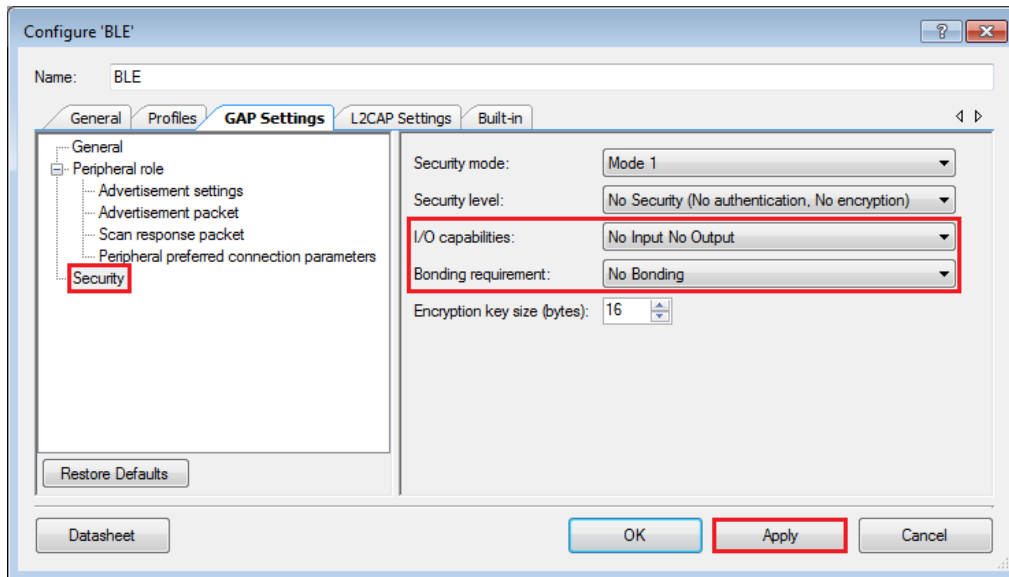 Configure 'BLE'
?
Name: BLE
General Profiles GAP Settings L2CAP Settings Built-in
General
Peripheral role
Advertisement settings
Advertisement packet
Scan response packet
Peripheral preferred connection parameters
Security
Security mode: Mode 1
Security level: No Security (No authentication, No encryption)
I/O capabilities: No Input No Output
Bonding requirement: No Bonding
Encryption key size (bytes): 16
Restore Defaults
Datasheet OK Apply Cancel